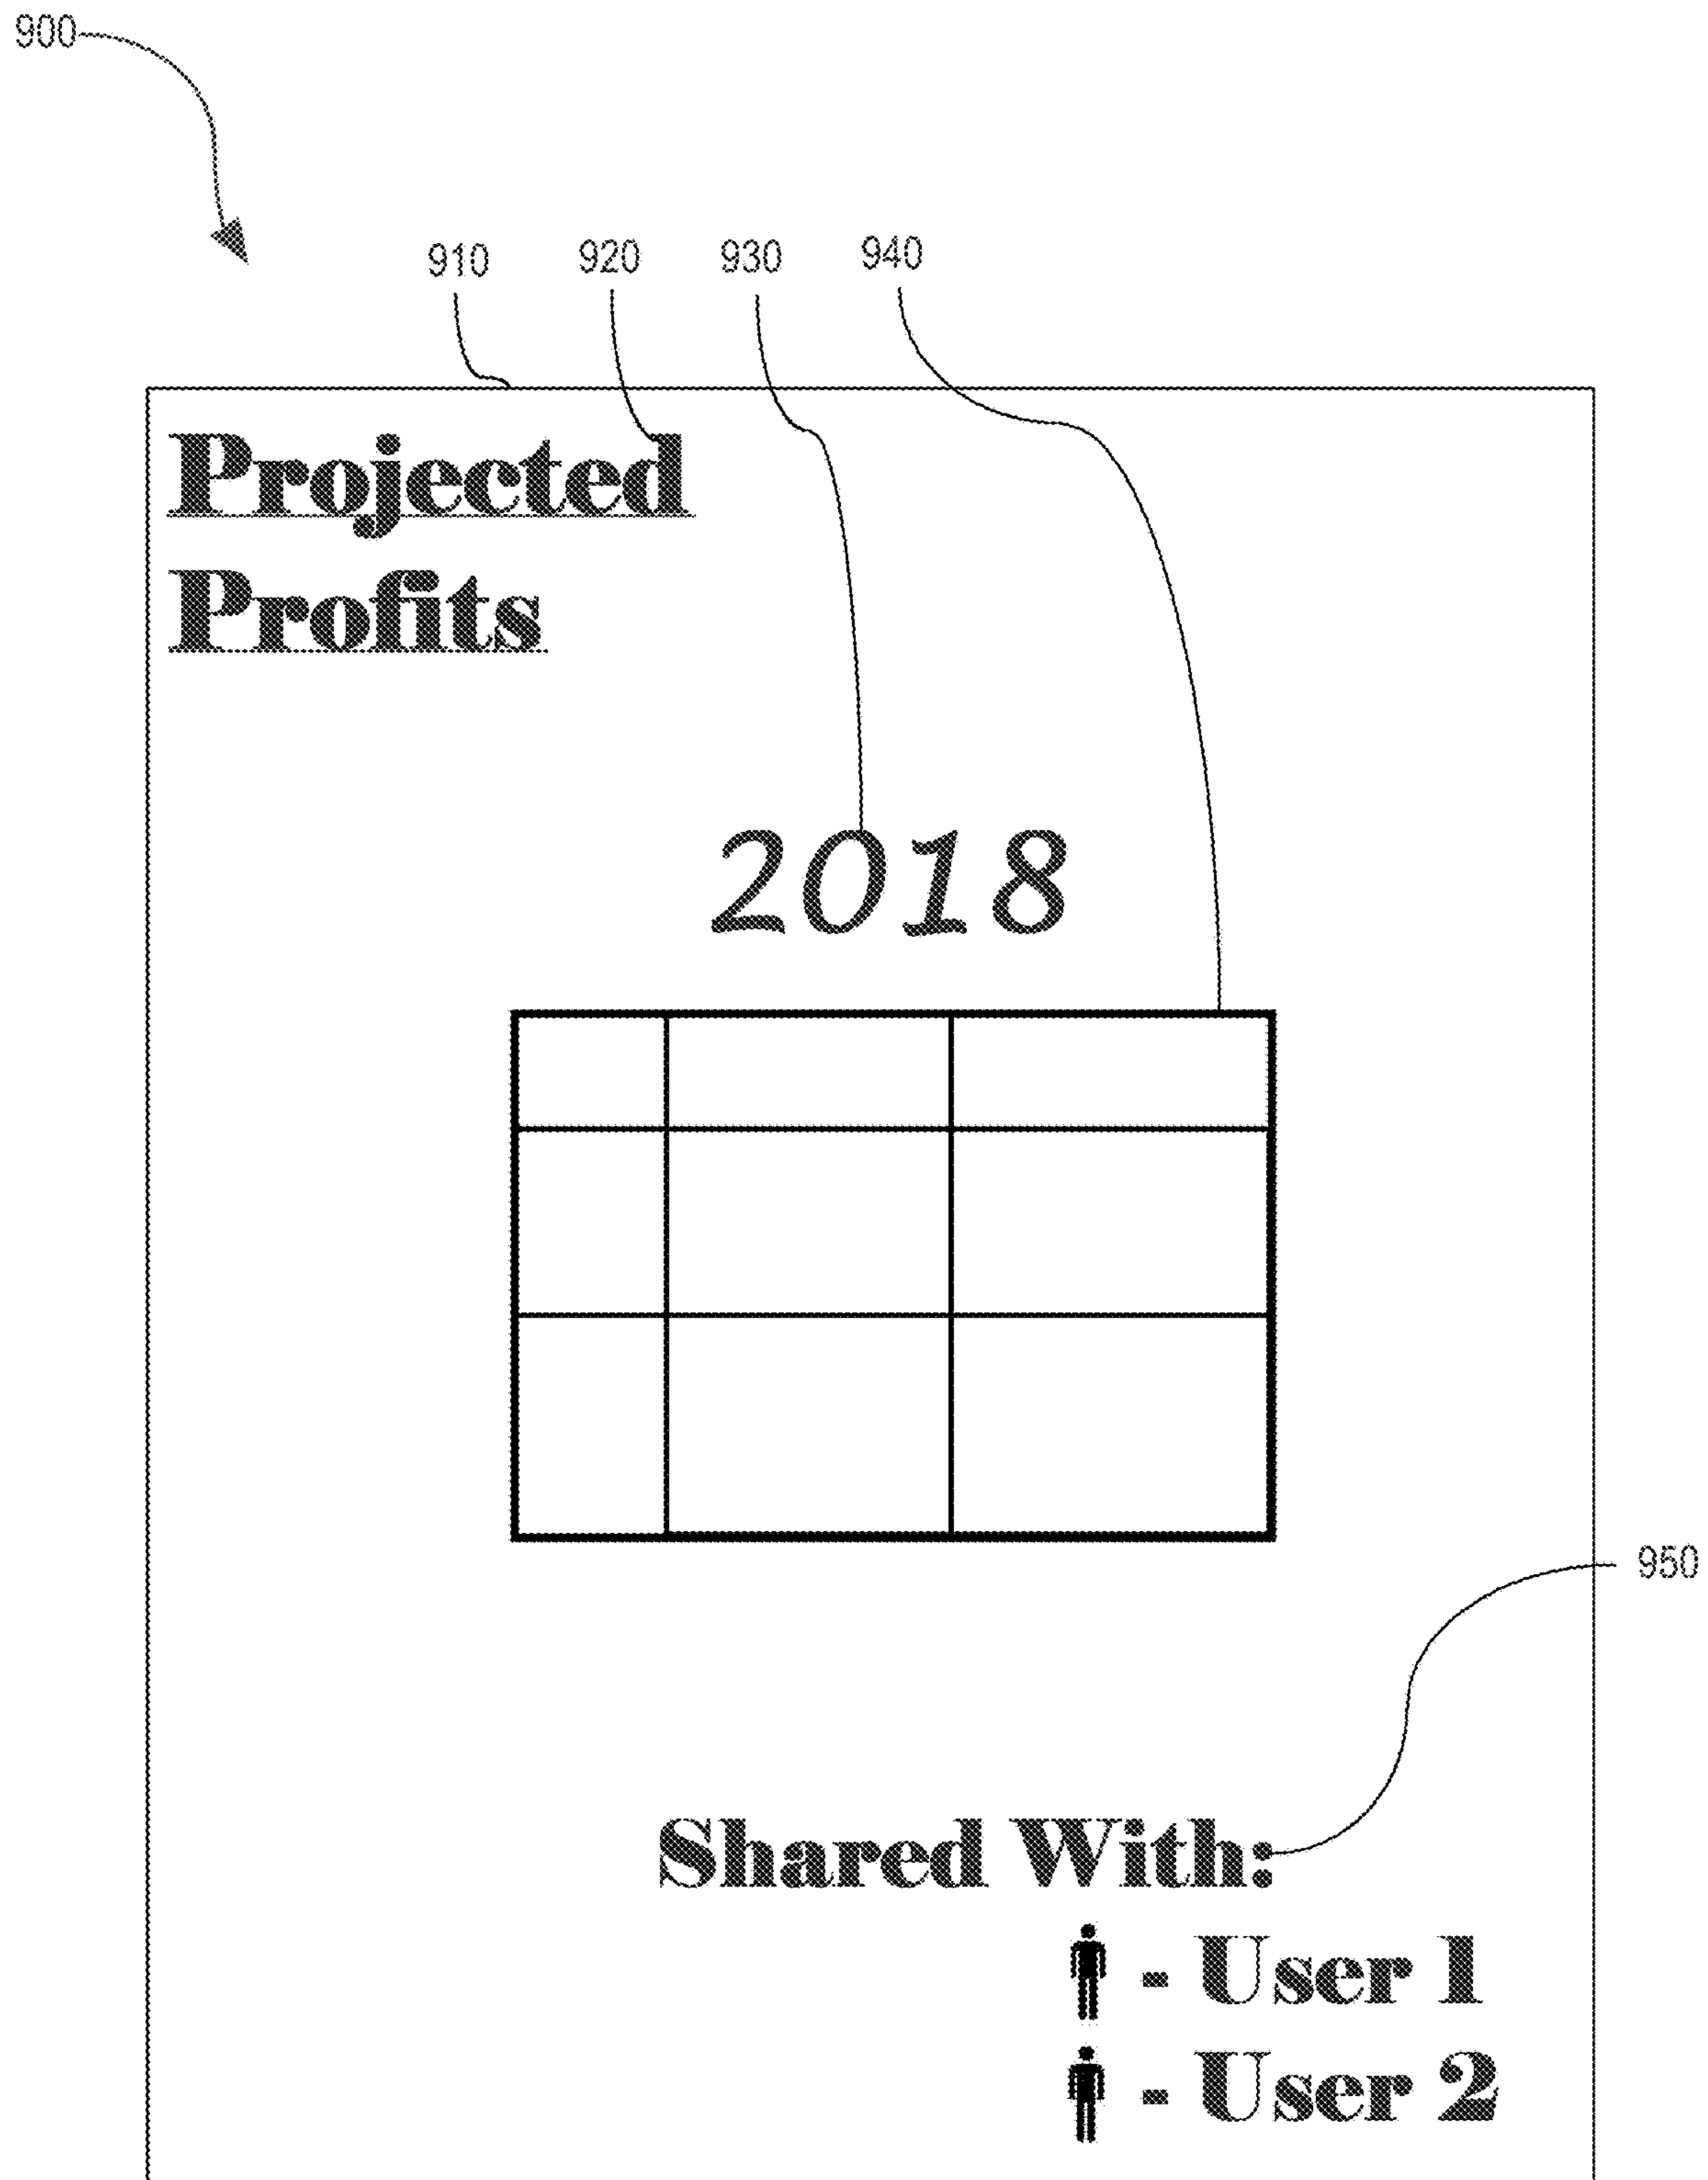 900
910 920 930 940
Projected
Profits
2018
950
Shared With:
- User 1
- User 2